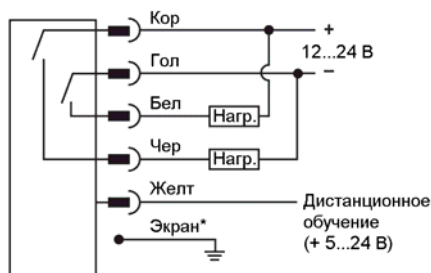 Кор
+
12...24 В
Гол
−
Бел
Нагр.
Чер
Нагр.
Желт
Дистанционное
обучение
(+ 5...24 В)
Экран*